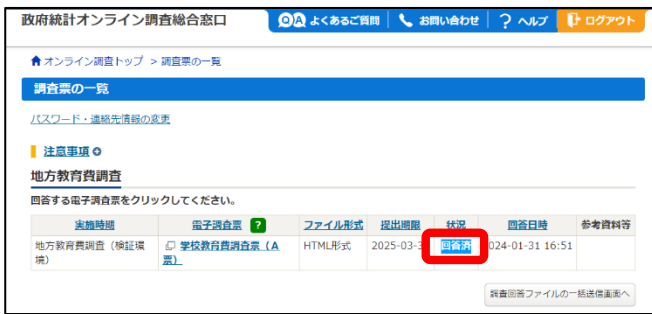 政府統計オンライン調査総合窓口
Q|A よくあるご質問 お問い合わせ ? ヘルプ ログアウト
オンライン調査トップ > 調査票の一覧
調査票の一覧
パスワード・連絡先情報の変更
注意事項
地方教育費調査
回答する電子調査票をクリックしてください。
実施時期 電子調査票 ? ファイル形式 提出期限 状況 回答日時 参考資料等
地方教育費調査（検証環 学校教育費調査票（A HTML形式 2025-03-3 回答済 024-01-31 16:51
境） 票）
調査回答ファイルの一括送信画面へ